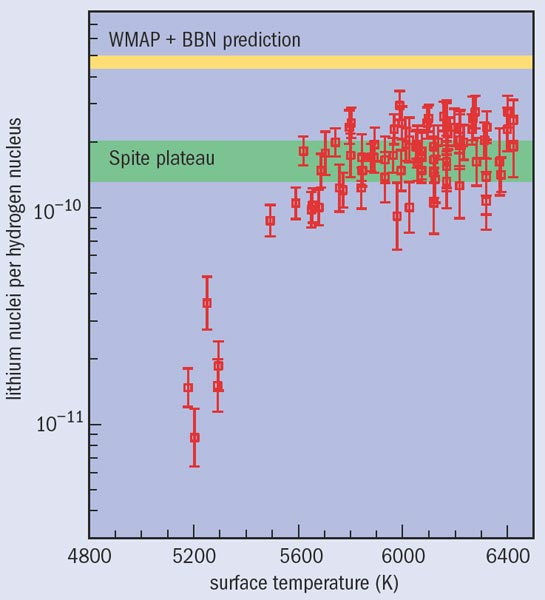 WMAP + BBN prediction
Spite plateau
lithium nuclei per hydrogen nucleus
10⁻¹⁰
10⁻¹¹
4800 5200 5600 6000 6400
surface temperature (K)